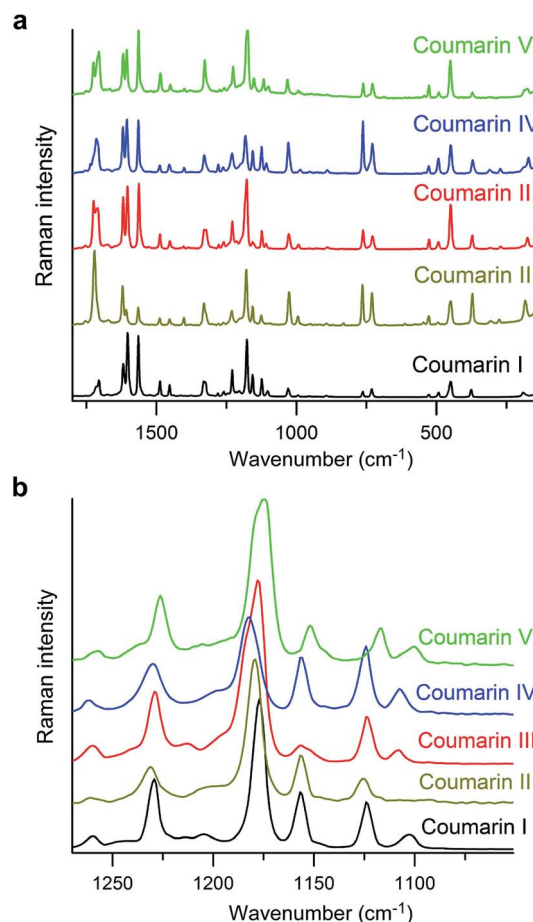 a
Coumarin V
Coumarin IV
Coumarin II
Coumarin II
Coumarin I
Raman intensity
1500 1000 500
Wavenumber (cm-1)
b
Coumarin V
Coumarin IV
Coumarin III
Coumarin II
Coumarin I
Raman intensity
1250 1200 1150 1100
Wavenumber (cm-1)